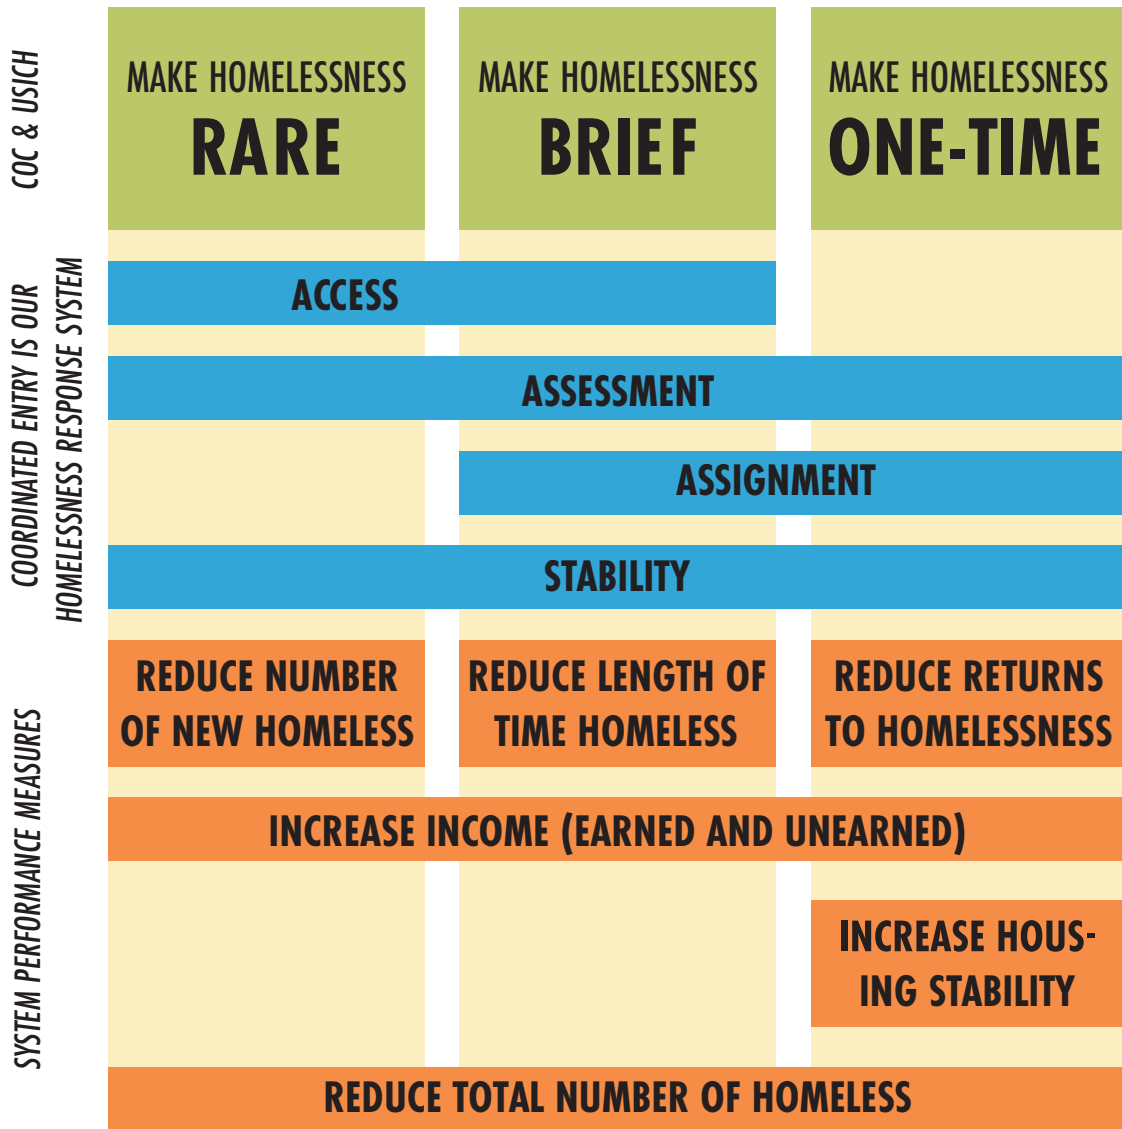 COC & USICH
MAKE HOMELESSNESS
RARE
MAKE HOMELESSNESS
BRIEF
MAKE HOMELESSNESS
ONE-TIME
COORDINATED ENTRY IS OUR
HOMELESSNESS RESPONSE SYSTEM
ACCESS
ASSESSMENT
ASSIGNMENT
STABILITY
SYSTEM PERFORMANCE MEASURES
REDUCE NUMBER
OF NEW HOMELESS
REDUCE LENGTH OF
TIME HOMELESS
REDUCE RETURNS
TO HOMELESSNESS
INCREASE INCOME (EARNED AND UNEARNED)
INCREASE HOUS-
ING STABILITY
REDUCE TOTAL NUMBER OF HOMELESS